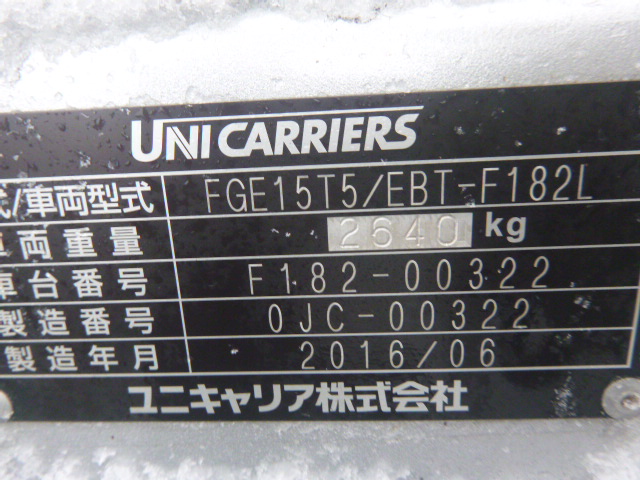 UNICARRIERS
式/車両型式 FGE15T5/EBT-F182L
車両重量 2640 kg
車台番号 F182-00322
製造番号 0JC-00322
製造年月 2016/06
ユニキャリア株式会社